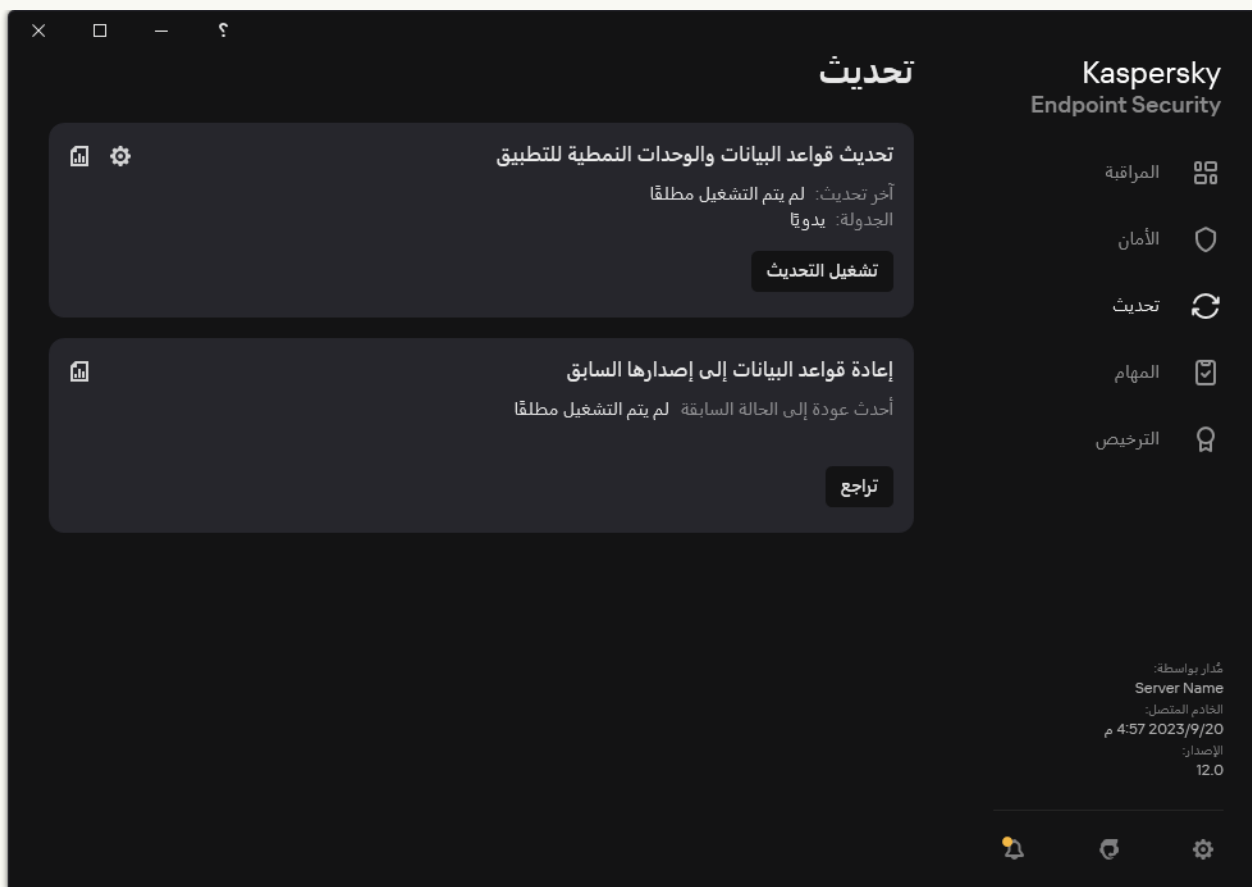 ؟
Kaspersky
Endpoint Security
المراقبة
الأمان
تحديث
المهام
الترخيص
مُدار بواسطة:
Server Name
الخادم المتصل:
2023/9/20 4:57 م
الإصدار:
12.0
تحديث
تحديث قواعد البيانات والوحدات النمطية للتطبيق
آخر تحديث: لم يتم التشغيل مطلقًا
الجدولة: يدويًا
تشغيل التحديث
إعادة قواعد البيانات إلى إصدارها السابق
أحدث عودة إلى الحالة السابقة لم يتم التشغيل مطلقًا
تراجع